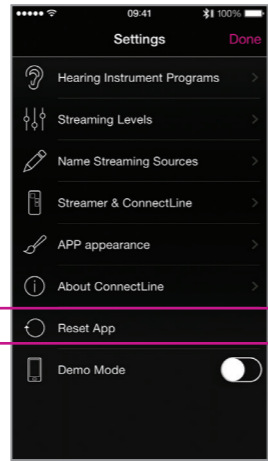 09:41
100%
Settings
Done
Hearing Instrument Programs
Streaming Levels
Name Streaming Sources
Streamer & ConnectLine
APP appearance
About ConnectLine
Reset App
Demo Mode